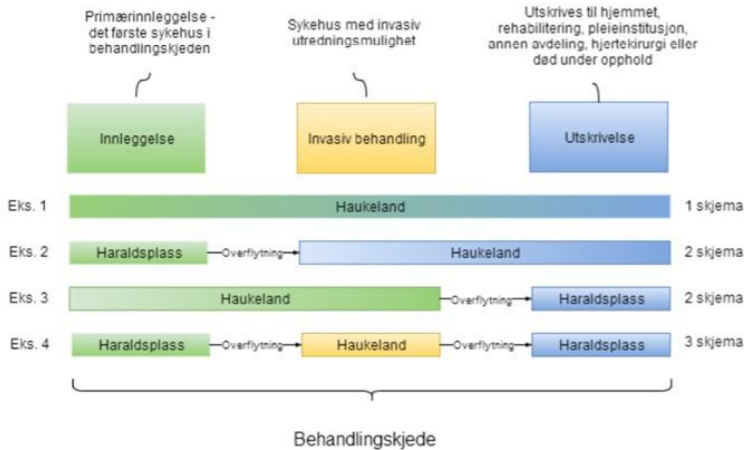 Primærinnleggelse -
det første sykehus i
behandlingskjeden
Sykehus med invasiv
utredningsmulighet
Utskrives til hjemmet,
rehabilitering, pleieinstitusjon,
annen avdeling, hjertekirurgi eller
død under opphold
Innleggelse
Invasiv behandling
Utskrivelse
Eks. 1
Haukeland
1 skjema
Eks. 2
Haraldsplass
Overflytning
Haukeland
2 skjema
Eks. 3
Haukeland
Overflytning
Haraldsplass
2 skjema
Eks. 4
Haraldsplass
Overflytning
Haukeland
Overflytning
Haraldsplass
3 skjema
Behandlingskjede